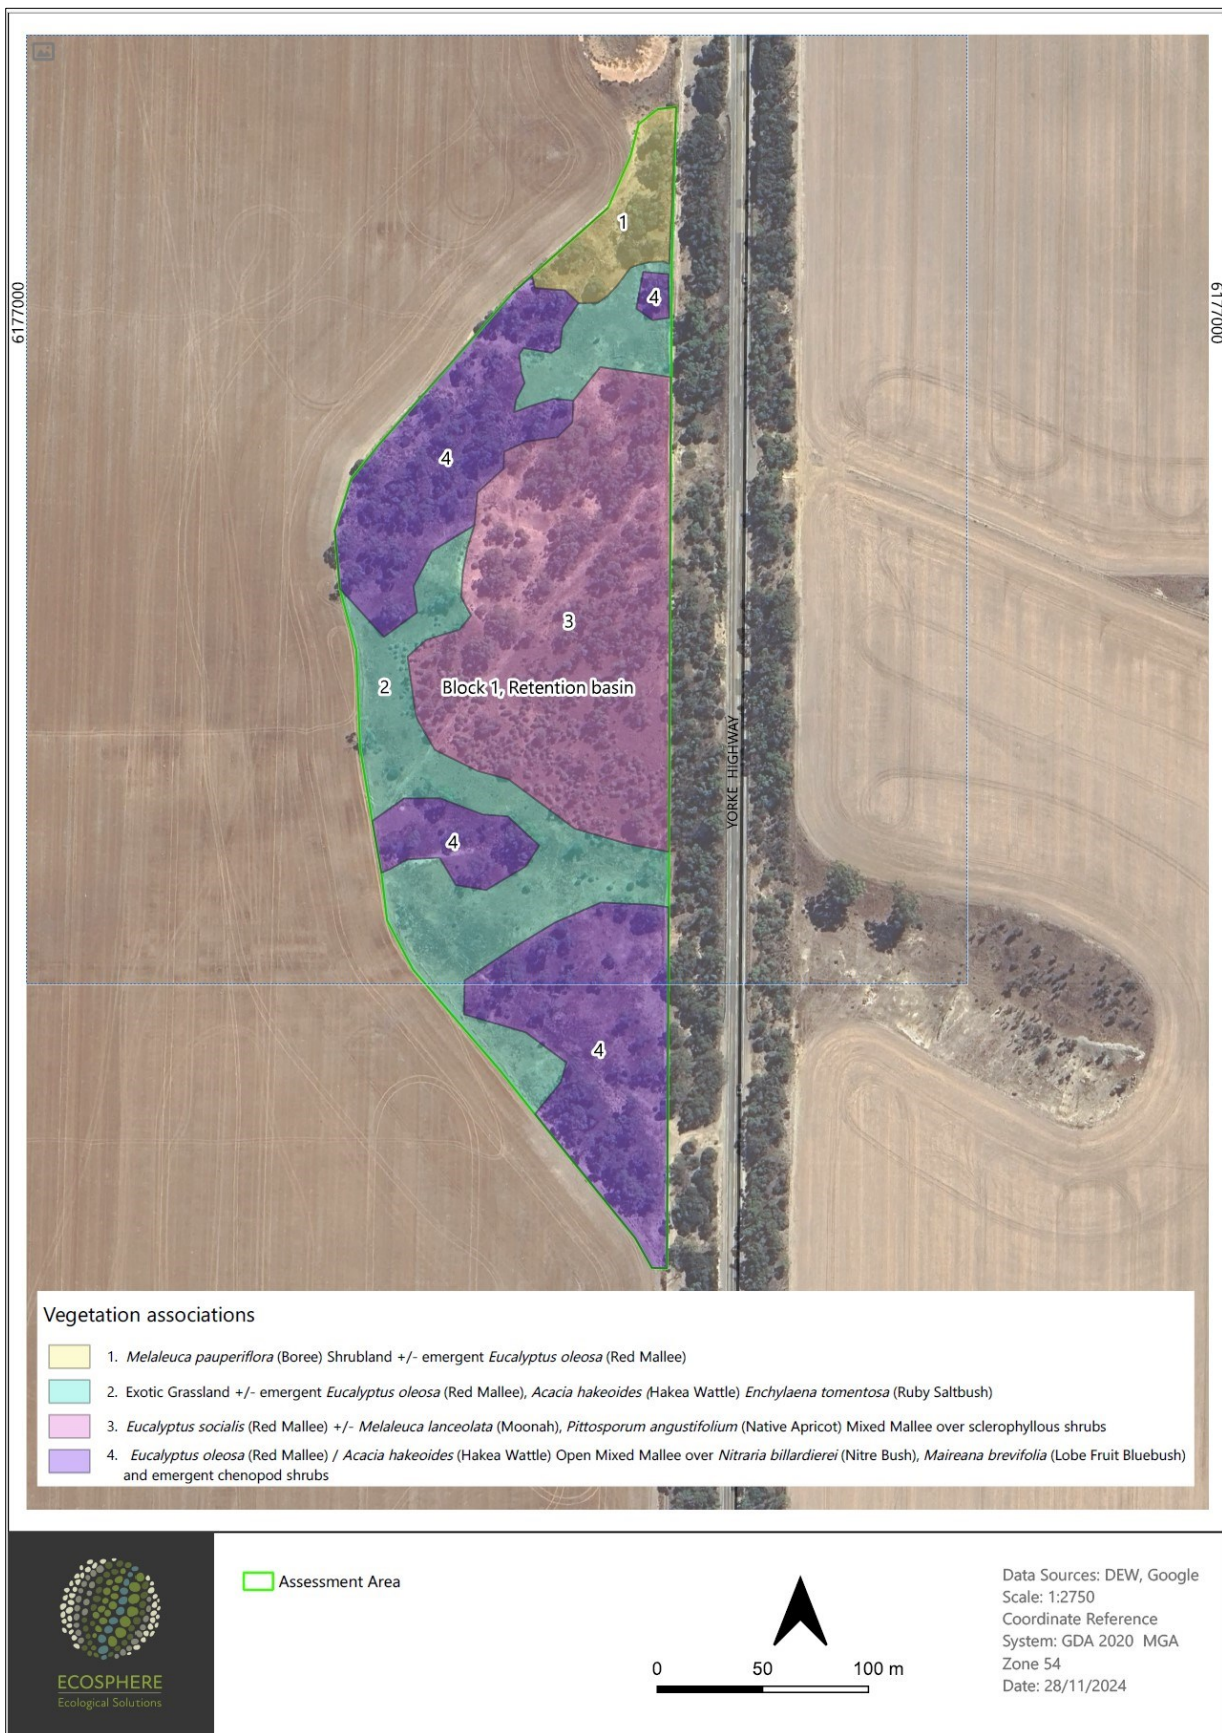 6177000
6177000
1
4
4
3
2
Block 1, Retention basin
YORKE HIGHWAY
4
4
Vegetation associations
1. Melaleuca pauperiflora (Boree) Shrubland +/- emergent Eucalyptus oleosa (Red Mallee)
2. Exotic Grassland +/- emergent Eucalyptus oleosa (Red Mallee), Acacia hakeoides (Hakea Wattle) Enchylaena tomentosa (Ruby Saltbush)
3. Eucalyptus socialis (Red Mallee) +/- Melaleuca lanceolata (Moonah), Pittosporum angustifolium (Native Apricot) Mixed Mallee over sclerophyllous shrubs
4. Eucalyptus oleosa (Red Mallee) / Acacia hakeoides (Hakea Wattle) Open Mixed Mallee over Nitraria billardierei (Nitre Bush), Maireana brevifolia (Lobe Fruit Bluebush)
and emergent chenopod shrubs
ECOSPHERE
Ecological Solutions
Assessment Area
0 50 100 m
Data Sources: DEW, Google
Scale: 1:2750
Coordinate Reference
System: GDA 2020 MGA
Zone 54
Date: 28/11/2024